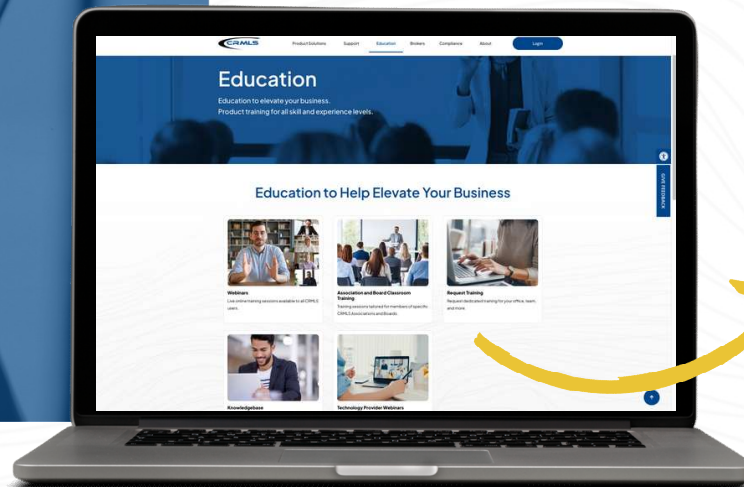 CRMLS
Product Solutions Support Education Brokers Compliance About Login
Education
Education to elevate your business.
Product training for all skill and experience levels.
GIVE FEEDBACK
Education to Help Elevate Your Business
Webinars
Live online training sessions available to all CRMLS
users.
Association and Board Classroom
Training
Training sessions tailored for members of specific
CRMLS Associations and Boards.
Request Training
Request dedicated training for your office, team,
and more.
Knowledgebase
Technology Provider Webinars